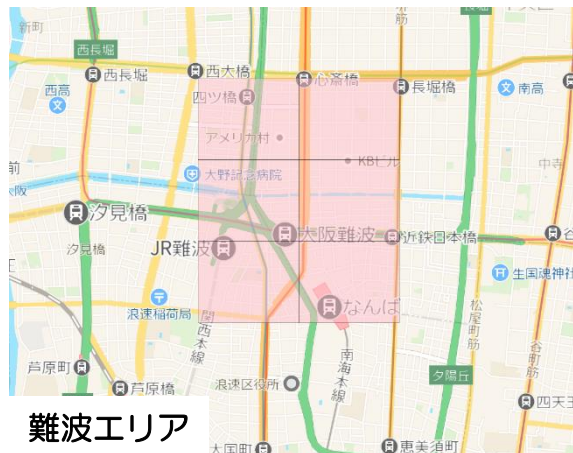 新町
西長堀
西長堀
西大橋
心斎橋
長堀橋
西高
四ツ橋
南高
アメリカ村
KBIビル
中寺
大野記念病院
汐見橋
汐見橋
大阪難波
近鉄日本橋
JR難波
生国魂神社
浪速稲荷局
関西本線
なんば
南海本線
松屋町筋
谷町筋
夕陽丘
芦原町
芦原橋
浪速区役所
大国町
恵美須町
四天王
難波エリア